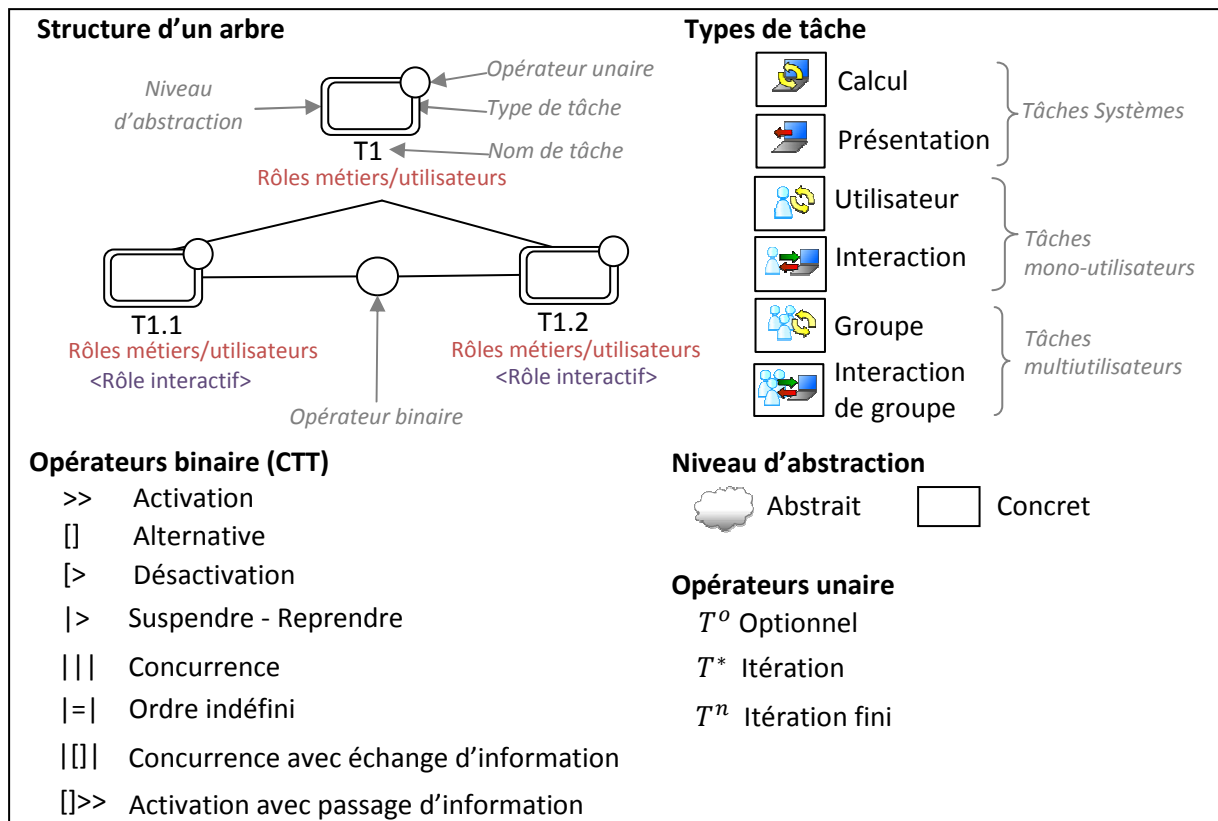 Structure d'un arbre
Niveau
d'abstraction
Opérateur unaire
Type de tâche
Nom de tâche
T1
Rôles métiers/utilisateurs
T1.1
Rôles métiers/utilisateurs
<Rôle interactif>
T1.2
Rôles métiers/utilisateurs
<Rôle interactif>
Opérateur binaire
Types de tâche
Calcul
Présentation
Tâches Systèmes
Utilisateur
Interaction
Tâches
mono-utilisateurs
Groupe
Interaction
de groupe
Tâches
multiutilisateurs
Opérateurs binaire (CTT)
>> Activation
[] Alternative
[> Désactivation
|> Suspendre - Reprendre
||| Concurrence
|=| Ordre indéfini
|[]| Concurrence avec échange d'information
[]>> Activation avec passage d'information
Niveau d'abstraction
Abstrait
Concret
Opérateurs unaire
T^o Optionnel
T^* Itération
T^n Itération fini